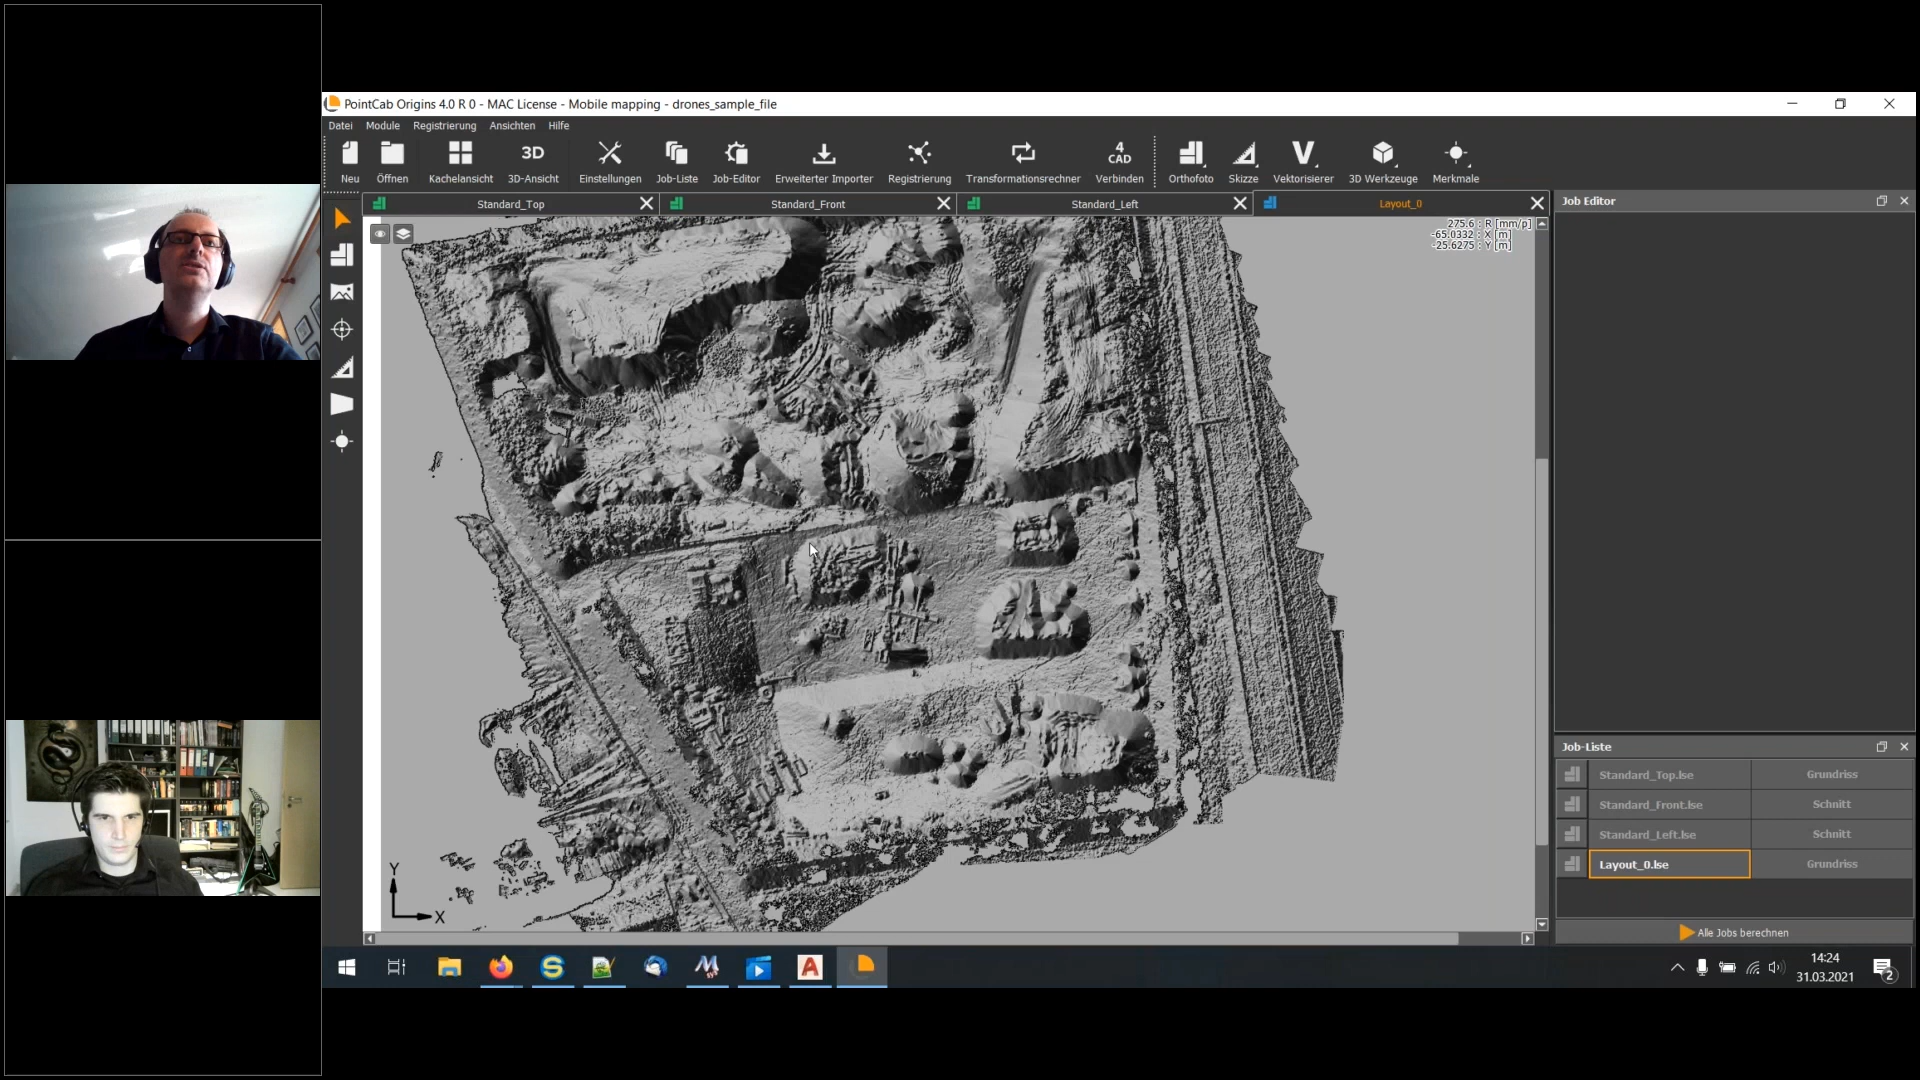 PointCab Origins 4.0 R 0 - MAC License - Mobile mapping - drones_sample_file
Datei Module Registrierung Ansichten Hilfe
3D 4 CAD V
Neu Öffnen Kachelansicht 3D-Ansicht Einstellungen Job-Liste Job-Editor Erweiterter Importer Registrierung Transformationsrechner Verbinden Orthofoto Skizze Vektorisierer 3D Werkzeuge Merkmale
Standard_Top Standard_Front Standard_Left Layout_0
Job Editor
275.6 : R [mm/p]
-65.0332 : X [m]
-25.6275 : Y [m]
Job-Liste
Standard_Top.lse Grundriss
Standard_Front.lse Schnitt
Standard_Left.lse Schnitt
Layout_0.lse Grundriss
Y
X
Alle Jobs berechnen
14:24
31.03.2021
2